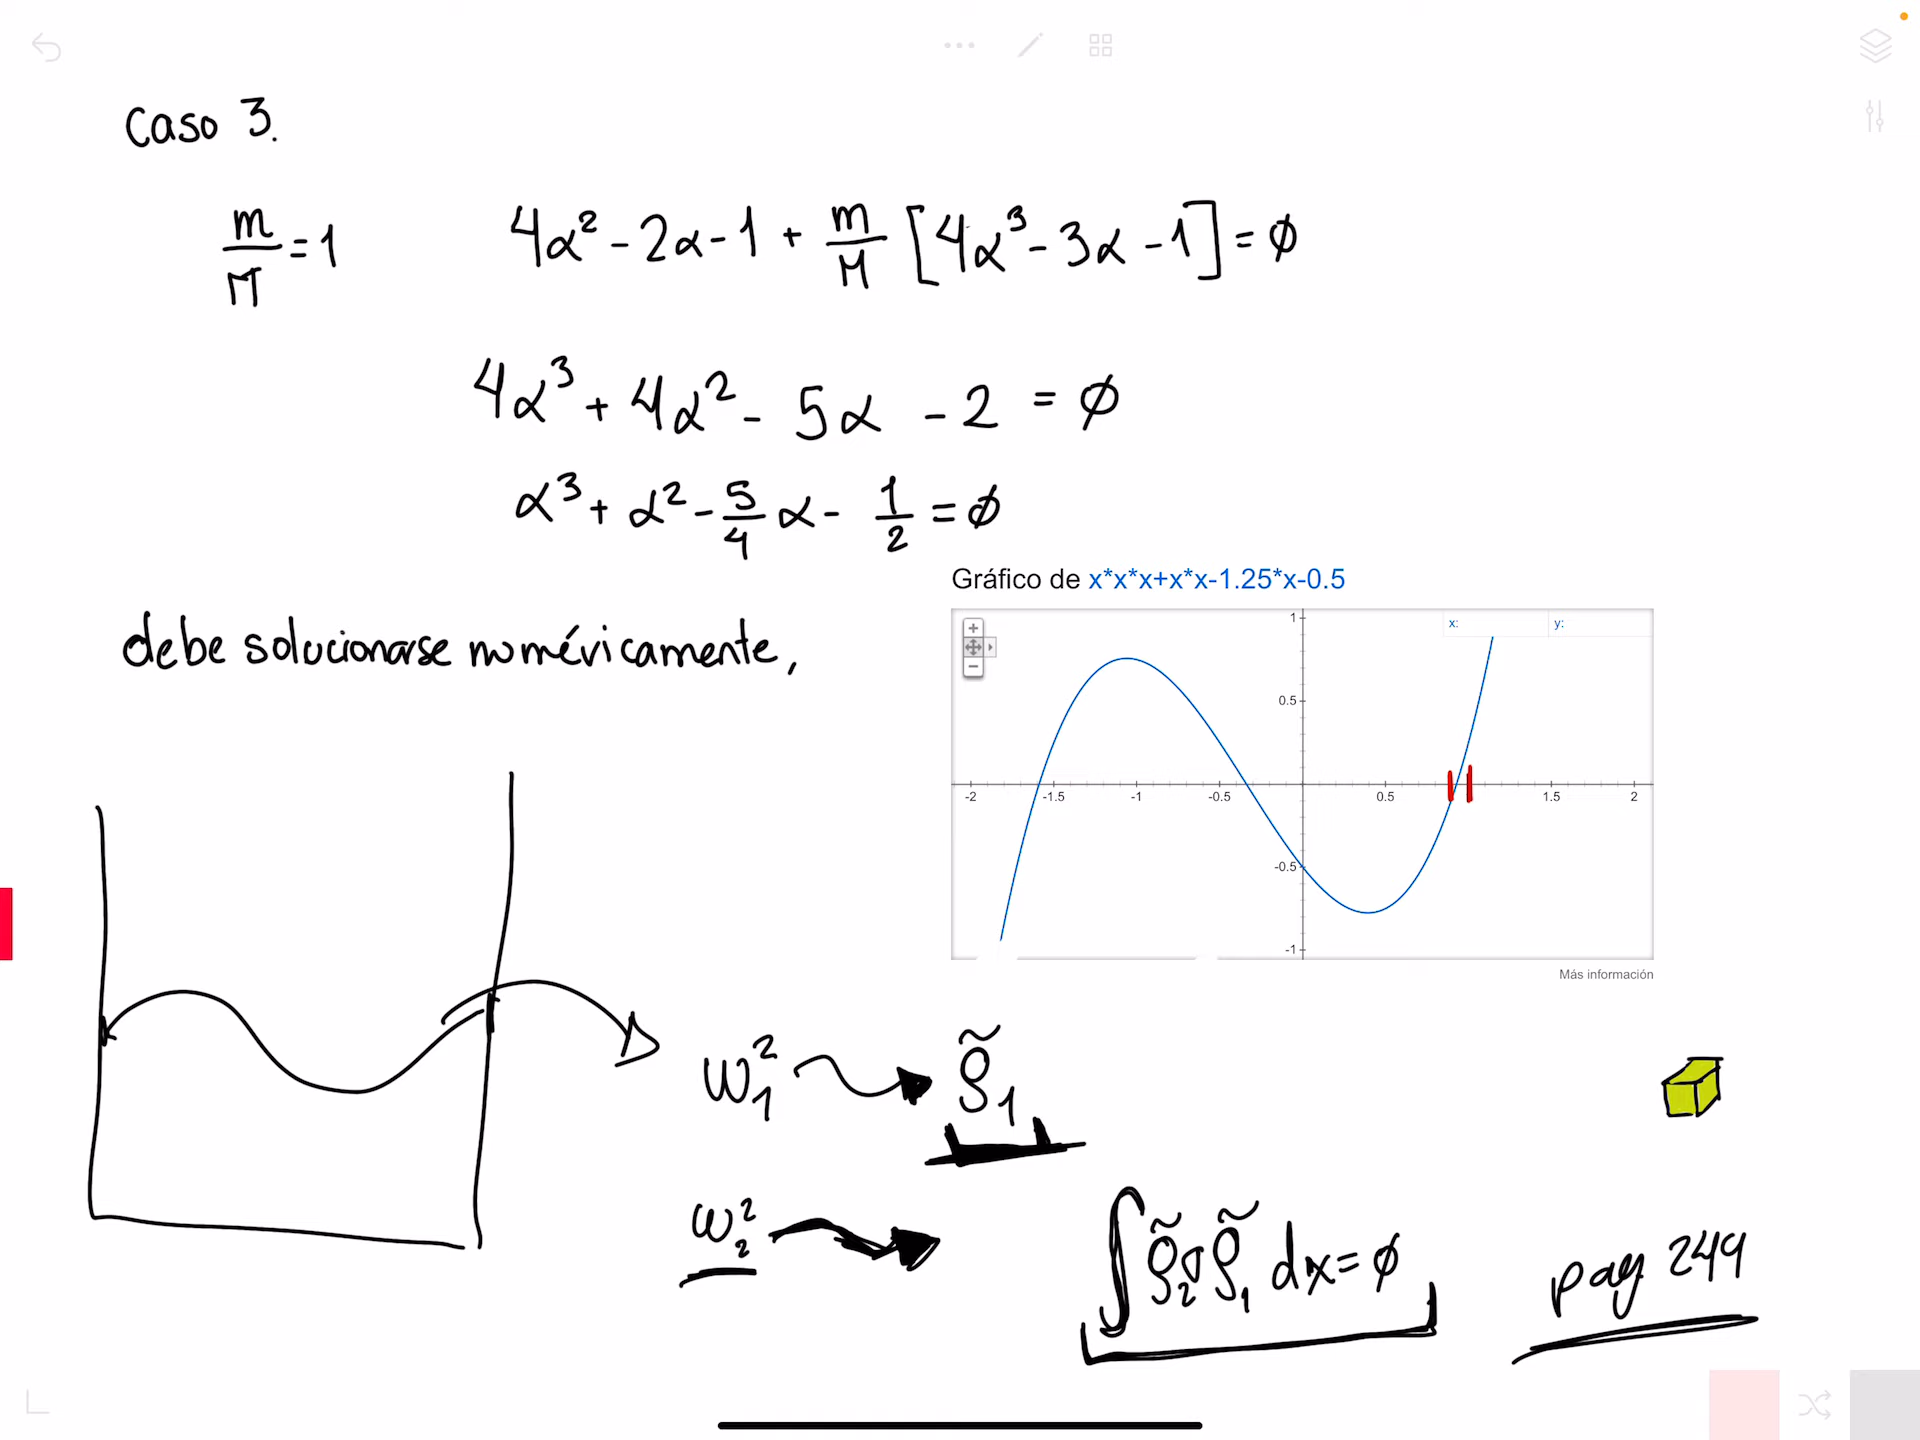 Caso 3.
m/M = 1
4α² - 2α - 1 + m/M [4α³ - 3α - 1] = ∅
4α³ + 4α² - 5α - 2 = ∅
α³ + α² - 5/4 α - 1/2 = ∅
Gráfico de x*x*x+x*x-1.25*x-0.5
debe solucionarse numéricamente,
x: y:
1
0.5
-2 -1.5 -1 -0.5 0.5 1.5 2
-0.5
-1
Más información
ω₁² ρ̃₁
ω₂²
∫ ρ̃₂ σ ρ̃₁ dx = ∅
pag 249